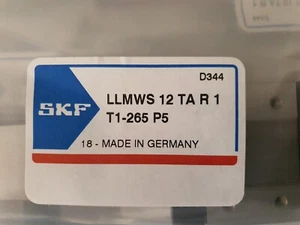 D344
LLMWS 12 TA R 1
T1-265 P5
SKF
18 - MADE IN GERMANY